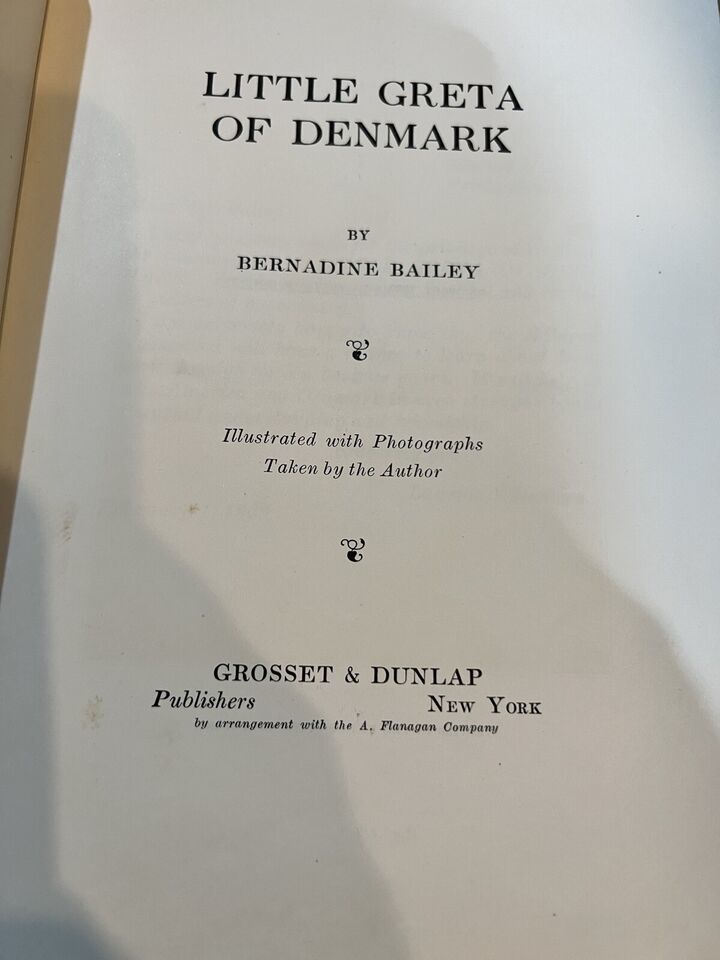 LITTLE GRETA
OF DENMARK
BY
BERNADINE BAILEY
Illustrated with Photographs
Taken by the Author
GROSSET & DUNLAP
Publishers New York
by arrangement with the A. Flanagan Company